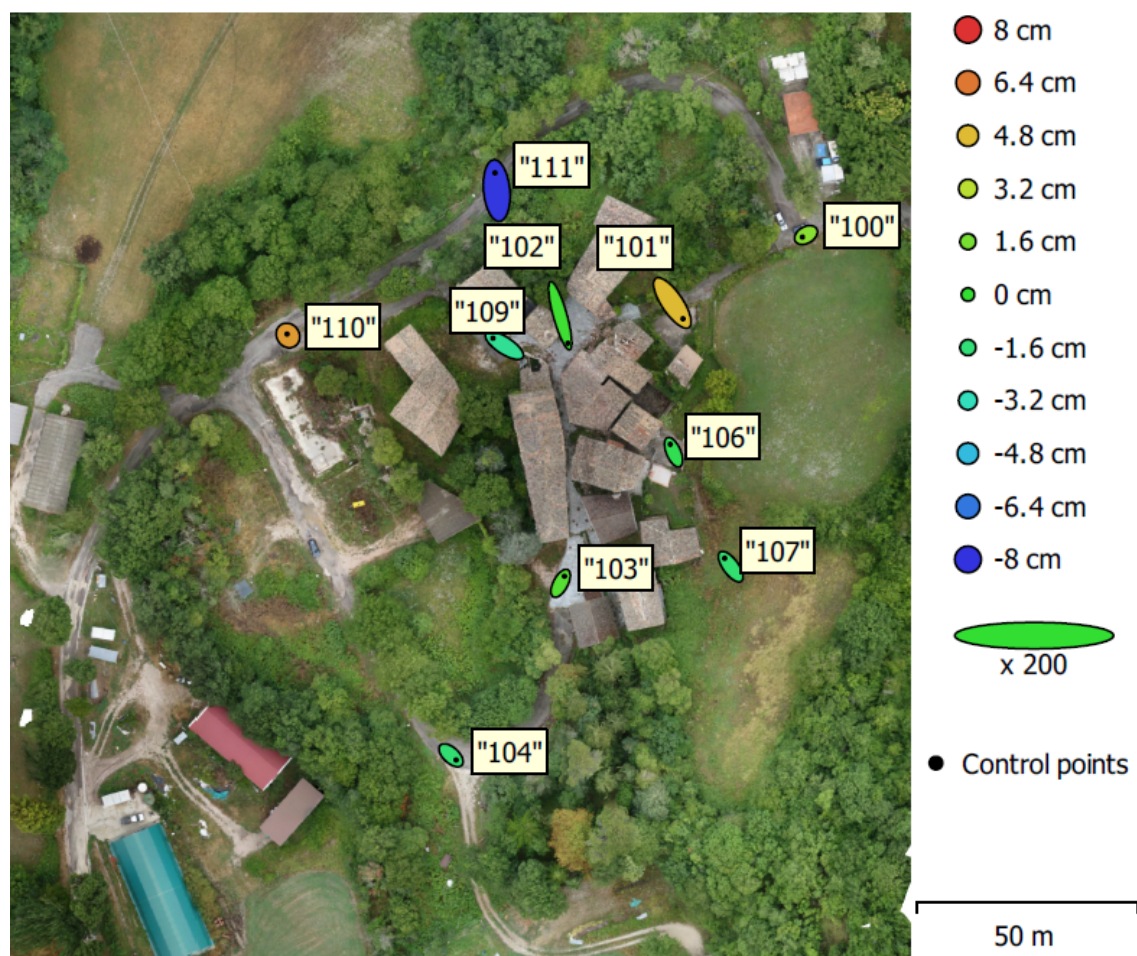 "111"
"102"
"101"
"100"
"110"
"109"
"106"
"107"
"103"
"104"
8 cm
6.4 cm
4.8 cm
3.2 cm
1.6 cm
0 cm
-1.6 cm
-3.2 cm
-4.8 cm
-6.4 cm
-8 cm
x 200
Control points
50 m